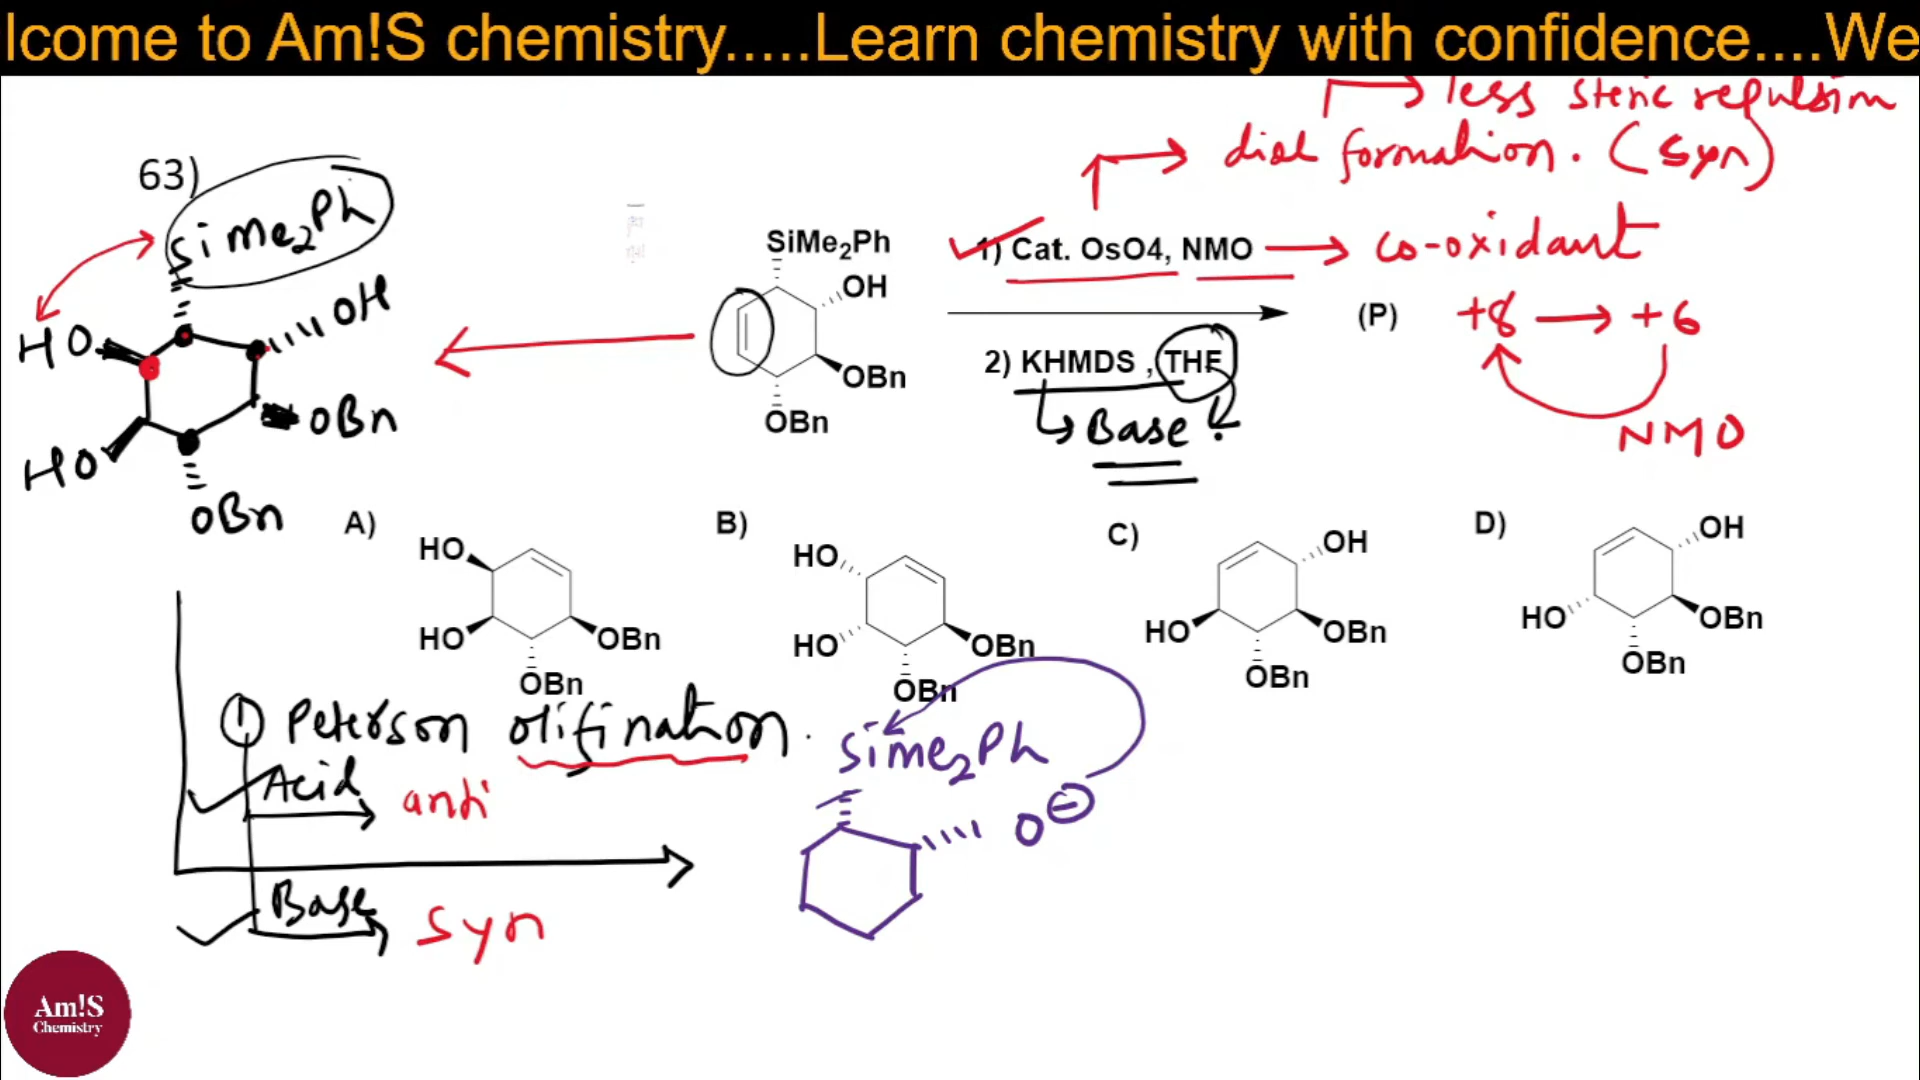 lcome to Am!S chemistry.....Learn chemistry with confidence....We
less steric repulsion
diol formation. (syn)
63)
SiMe2Ph
HO
OH
OBn
HO
OBn
SiMe2Ph
OH
OBn
OBn
1) Cat. OsO4, NMO
co-oxidant
2) KHMDS , THF
Base
(P)
+8 → +6
NMO
A)
HO
HO
OBn
OBn
B)
HO
HO
OBn
OBn
C)
OH
HO
OBn
OBn
D)
OH
HO
OBn
OBn
① Peterson olifination.
Acid
anti
Base
syn
SiMe2Ph
O⊖
Am!S
Chemistry